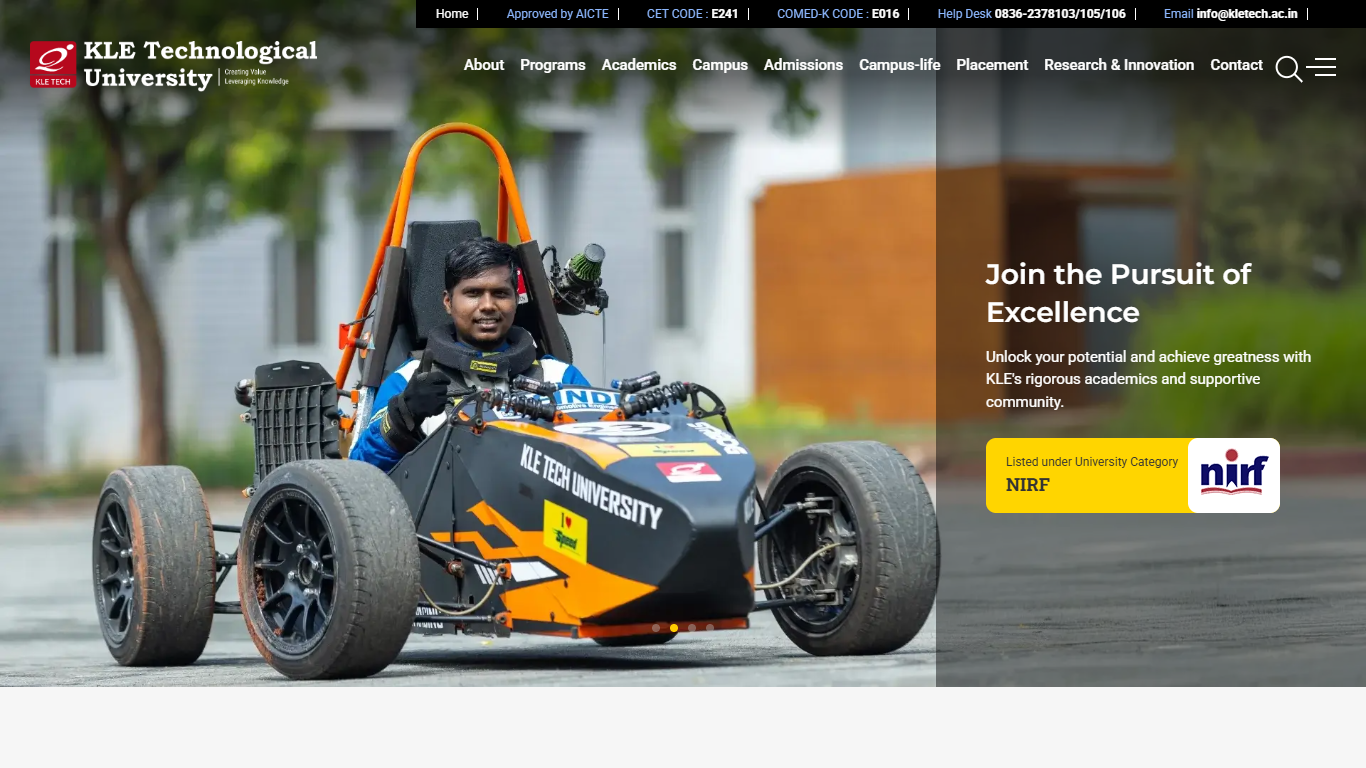 Home
Approved by AICTE
CET CODE : E241
COMED-K CODE : E016
Help Desk 0836-2378103/105/106
Email info@kletech.ac.in
KLE TECH
KLE Technological
University
Creating Value
Leveraging Knowledge
About
Programs
Academics
Campus
Admissions
Campus-life
Placement
Research & Innovation
Contact
Join the Pursuit of
Excellence
Unlock your potential and achieve greatness with
KLE's rigorous academics and supportive
community.
Listed under University Category
NIRF
nirf
INDI
KLE TECH UNIVERSITY
I ♥
Speed